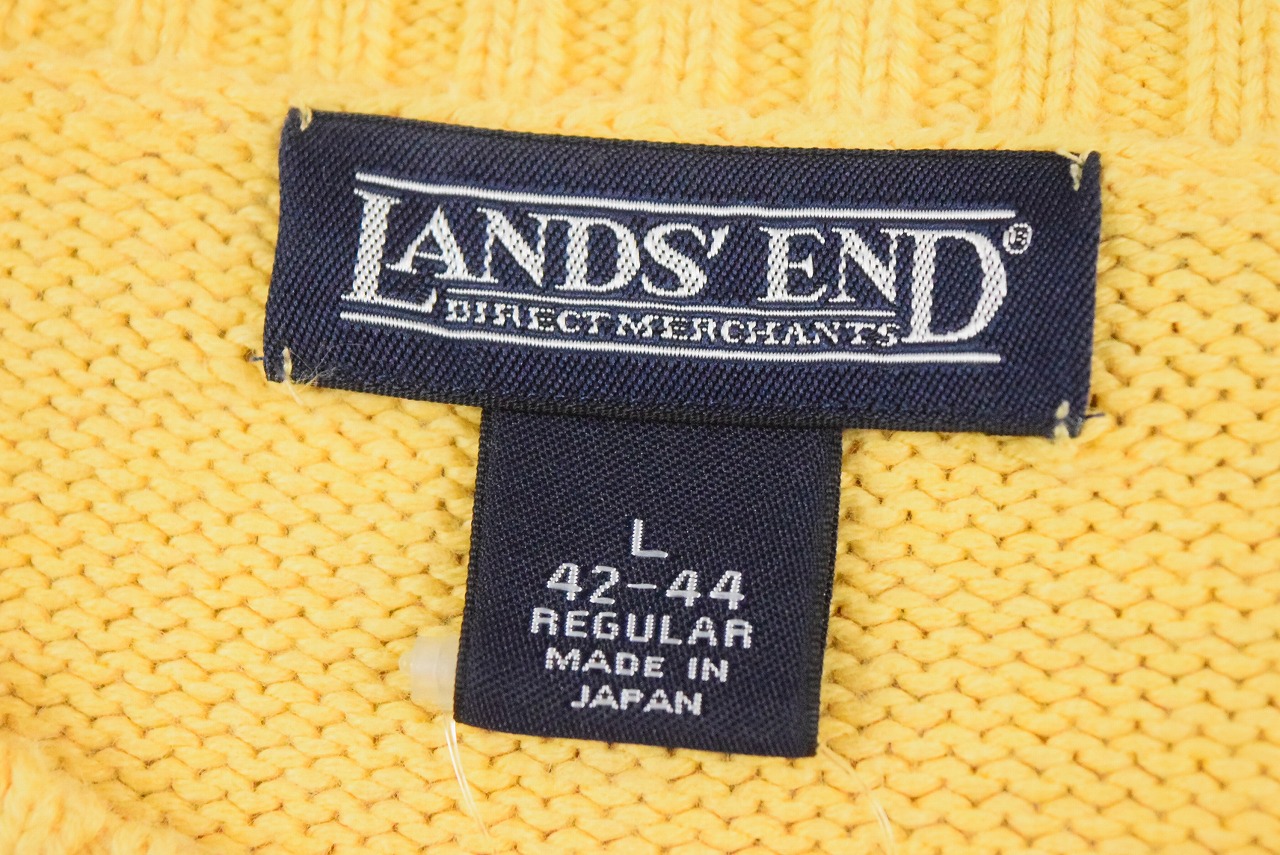 LANDS' END®
DIRECT MERCHANTS
L
42-44
REGULAR
MADE IN
JAPAN